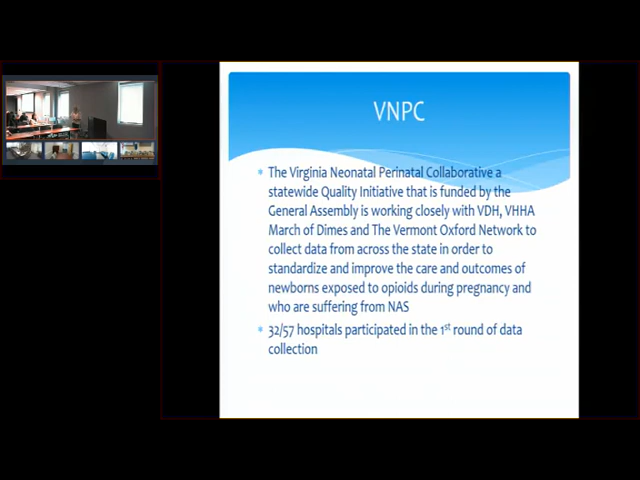 VNPC
The Virginia Neonatal Perinatal Collaborative a
statewide Quality Initiative that is funded by the
General Assembly is working closely with VDH, VHHA
March of Dimes and The Vermont Oxford Network to
collect data from across the state in order to
standardize and improve the care and outcomes of
newborns exposed to opioids during pregnancy and
who are suffering from NAS
32/57 hospitals participated in the 1st round of data
collection